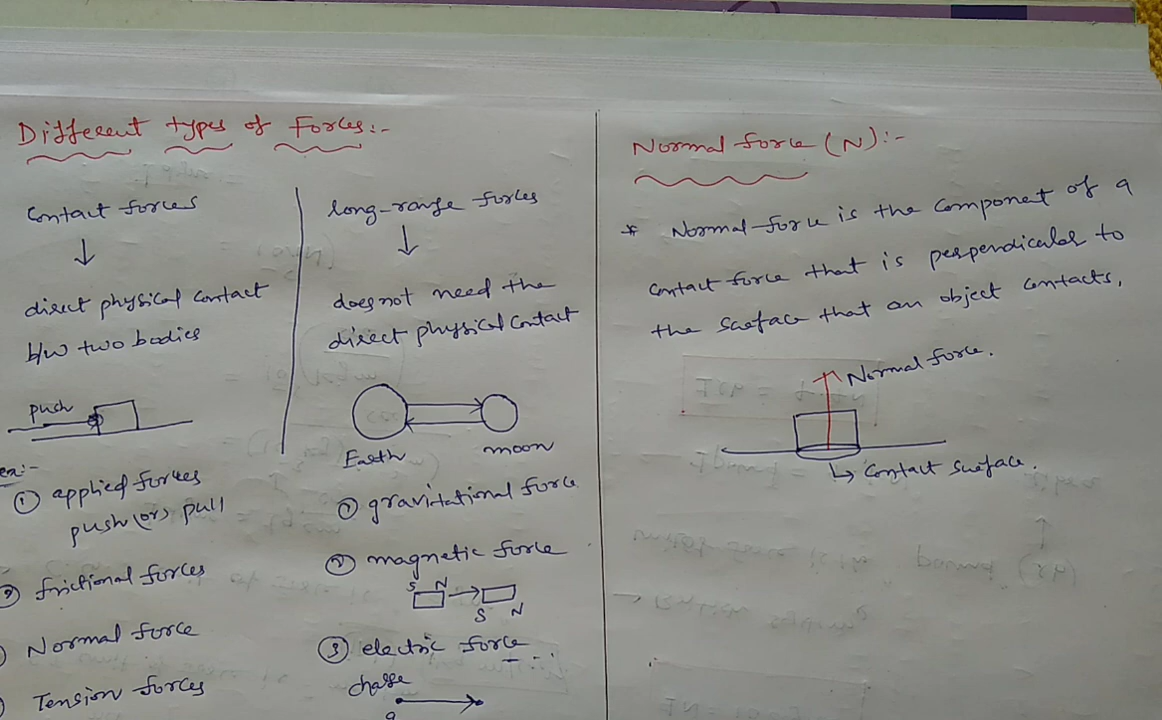 Different types of Forces:-
Contact forces
↓
direct physical contact
b/w two bodies
push
ex:-
① applied forces
push (or) pull
② frictional forces
Normal force
Tension forces
long-range forces
↓
does not need the
direct physical contact
Earth
moon
① gravitational force
② magnetic force
S N → S N
③ electric force
charge
q
Normal force (N):-
* Normal force is the component of a
contact force that is perpendicular to
the surface that an object contacts,
Normal force.
↳ Contact surface.